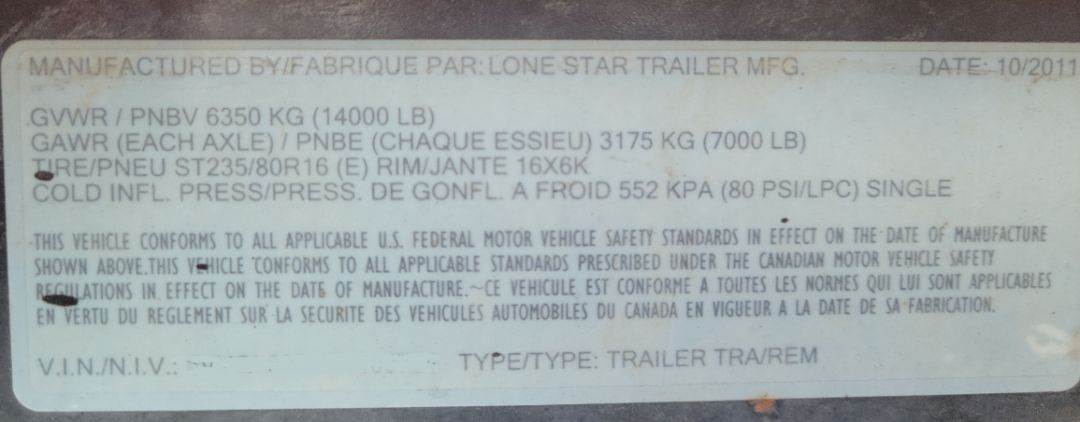 MANUFACTURED BY/FABRIQUE PAR: LONE STAR TRAILER MFG. DATE: 10/2011
GVWR / PNBV 6350 KG (14000 LB)
GAWR (EACH AXLE) / PNBE (CHAQUE ESSIEU) 3175 KG (7000 LB)
TIRE/PNEU ST235/80R16 (E) RIM/JANTE 16X6K
COLD INFL. PRESS/PRESS. DE GONFL. A FROID 552 KPA (80 PSI/LPC) SINGLE
THIS VEHICLE CONFORMS TO ALL APPLICABLE U.S. FEDERAL MOTOR VEHICLE SAFETY STANDARDS IN EFFECT ON THE DATE OF MANUFACTURE
SHOWN ABOVE.THIS VEHICLE CONFORMS TO ALL APPLICABLE STANDARDS PRESCRIBED UNDER THE CANADIAN MOTOR VEHICLE SAFETY
REGULATIONS IN EFFECT ON THE DATE OF MANUFACTURE.~CE VEHICULE EST CONFORME A TOUTES LES NORMES QUI LUI SONT APPLICABLES
EN VERTU DU REGLEMENT SUR LA SECURITE DES VEHICULES AUTOMOBILES DU CANADA EN VIGUEUR A LA DATE DE SA FABRICATION.
V.I.N./N.I.V.: TYPE/TYPE: TRAILER TRA/REM